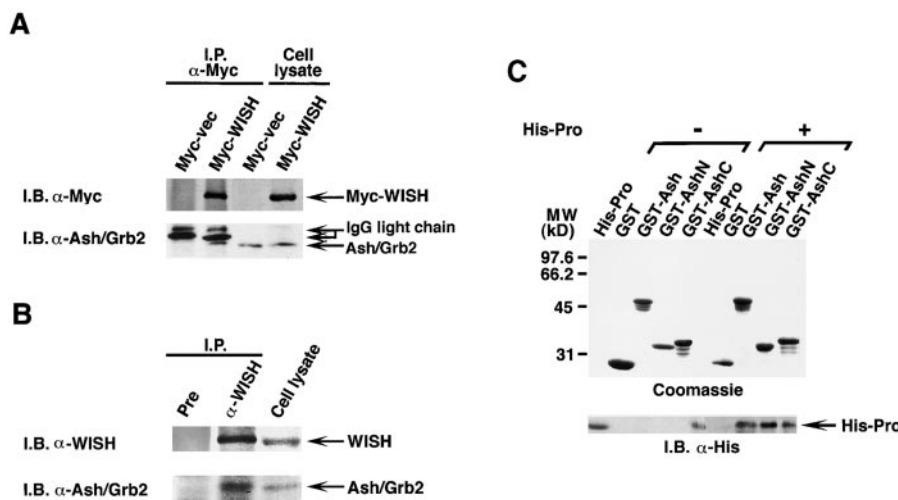 A
I.P.
α-Myc
Cell
lysate
Myc-vec
Myc-WISH
Myc-vec
Myc-WISH
I.B. α-Myc
Myc-WISH
I.B. α-Ash/Grb2
IgG light chain
Ash/Grb2
B
I.P.
Pre
α-WISH
Cell lysate
I.B. α-WISH
WISH
I.B. α-Ash/Grb2
Ash/Grb2
C
His-Pro
-
+
His-Pro
GST
GST-Ash
GST-AshN
GST-AshC
His-Pro
GST
GST-Ash
GST-AshN
GST-AshC
MW
(kD)
97.6
66.2
45
31
Coomassie
His-Pro
I.B. α-His